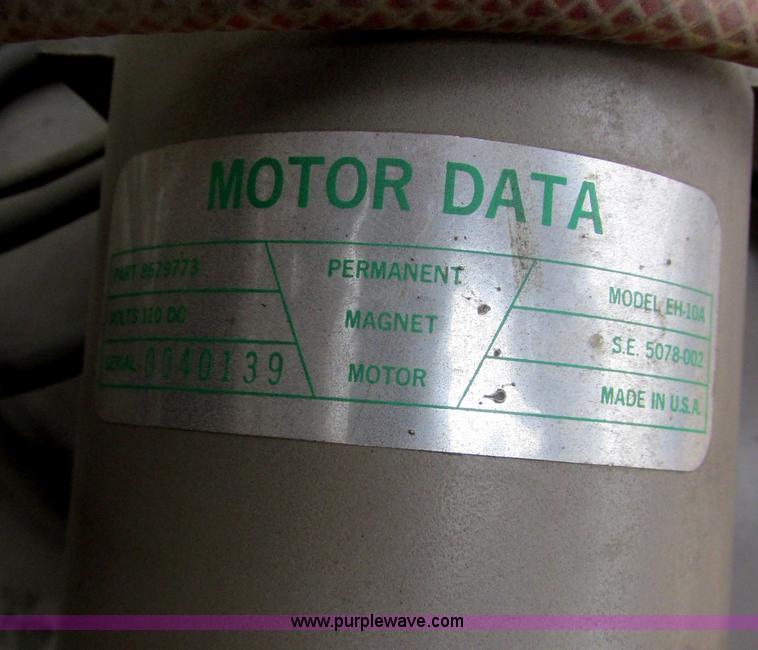 MOTOR DATA
PART 8679773
VOLTS 110 DC
SERIAL 0040139
PERMANENT
MAGNET
MOTOR
MODEL EH-10A
S.E. 5078-002
MADE IN U.S.A.
www.purplewave.com